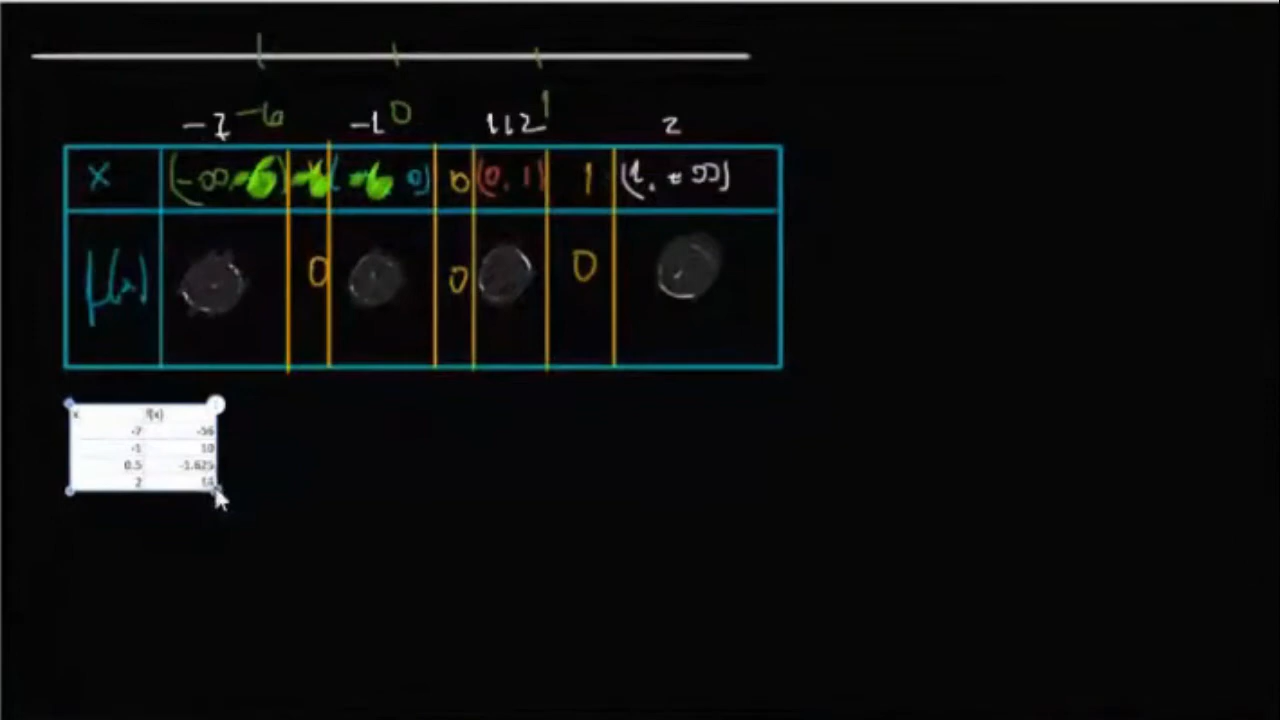 -6 0 1
-7 -1 1/2 2
x (-∞, -6) -6 (-6 0) 0 (0, 1) 1 (1, +∞)
f(x) 0 0 0
x f(x)
-7 -56
-1 10
0.5 -1.625
2 16